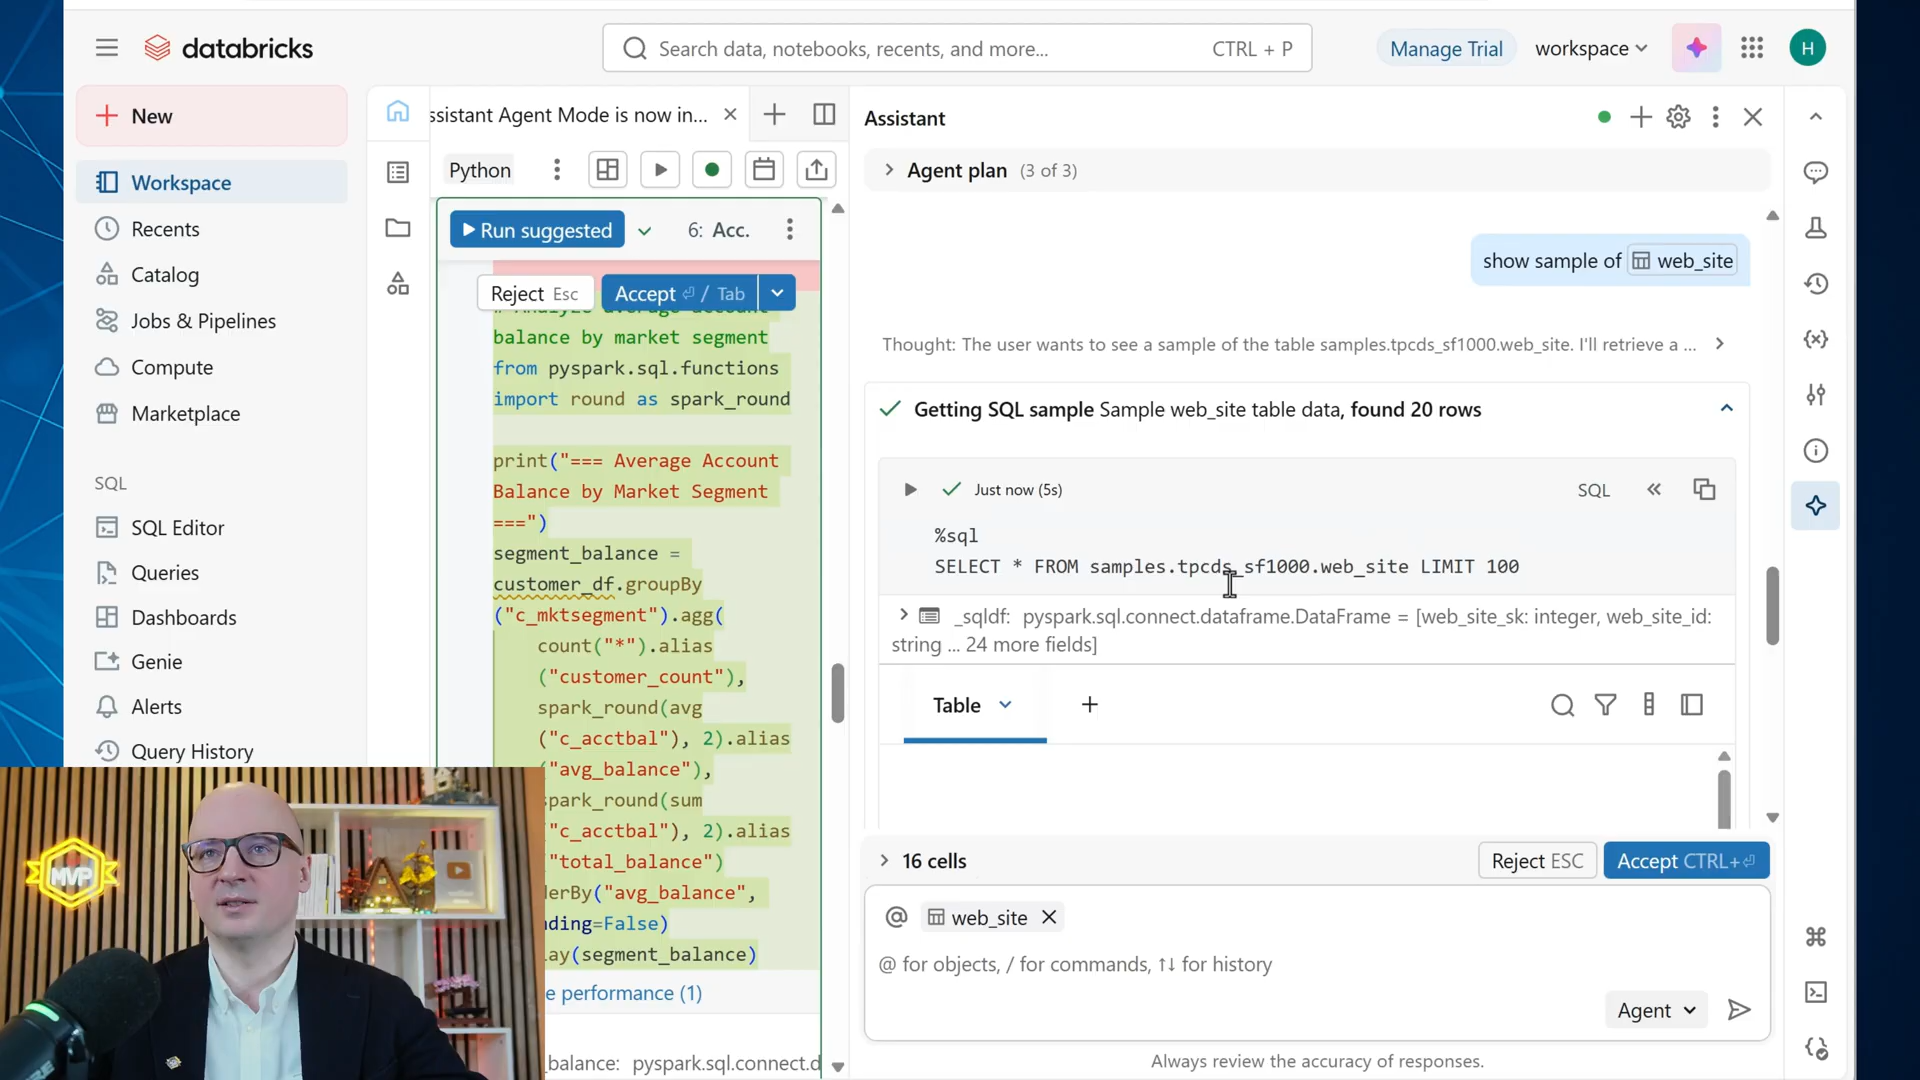 databricks
Search data, notebooks, recents, and more...
CTRL + P
Manage Trial
workspace
H
New
Workspace
Recents
Catalog
Jobs & Pipelines
Compute
Marketplace
SQL
SQL Editor
Queries
Dashboards
Genie
Alerts
Query History
MVP
ssistant Agent Mode is now in...
Python
Run suggested
6: Acc.
Reject Esc
Accept ⏎ / Tab
balance by market segment
from pyspark.sql.functions
import round as spark_round
print("=== Average Account
Balance by Market Segment
===")
segment_balance =
customer_df.groupBy
("c_mktsegment").agg(
count("*").alias
("customer_count"),
spark_round(avg
("c_acctbal"), 2).alias
("avg_balance"),
spark_round(sum
("c_acctbal"), 2).alias
"total_balance")
derBy("avg_balance",
nding=False)
lay(segment_balance)
e performance (1)
_balance: pyspark.sql.connect.d
Assistant
Agent plan (3 of 3)
show sample of web_site
Thought: The user wants to see a sample of the table samples.tpcds_sf1000.web_site. I'll retrieve a ...
Getting SQL sample Sample web_site table data, found 20 rows
Just now (5s)
SQL
%sql
SELECT * FROM samples.tpcds_sf1000.web_site LIMIT 100
_sqldf: pyspark.sql.connect.dataframe.DataFrame = [web_site_sk: integer, web_site_id:
string ... 24 more fields]
Table
16 cells
Reject ESC
Accept CTRL+⏎
@ web_site
@ for objects, / for commands, ↑↓ for history
Agent
Always review the accuracy of responses.